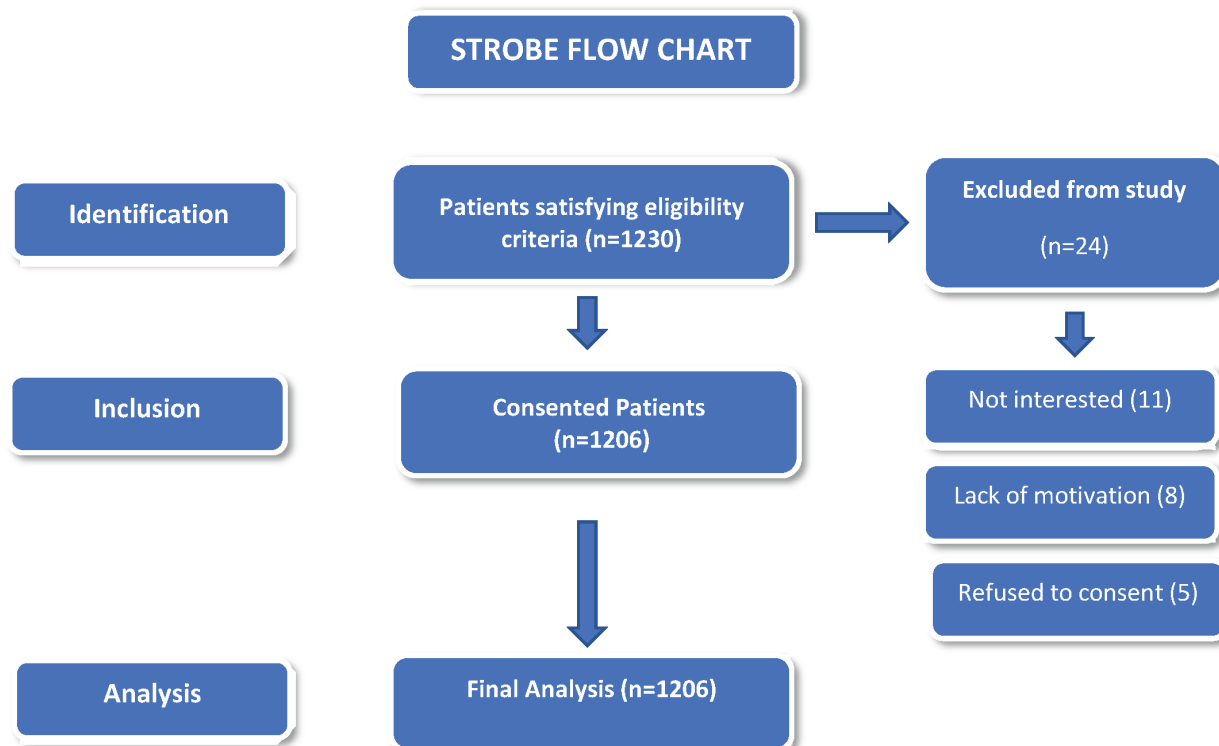 STROBE FLOW CHART
Identification
Patients satisfying eligibility
criteria (n=1230)
Excluded from study
(n=24)
Inclusion
Consented Patients
(n=1206)
Not interested (11)
Lack of motivation (8)
Refused to consent (5)
Analysis
Final Analysis (n=1206)